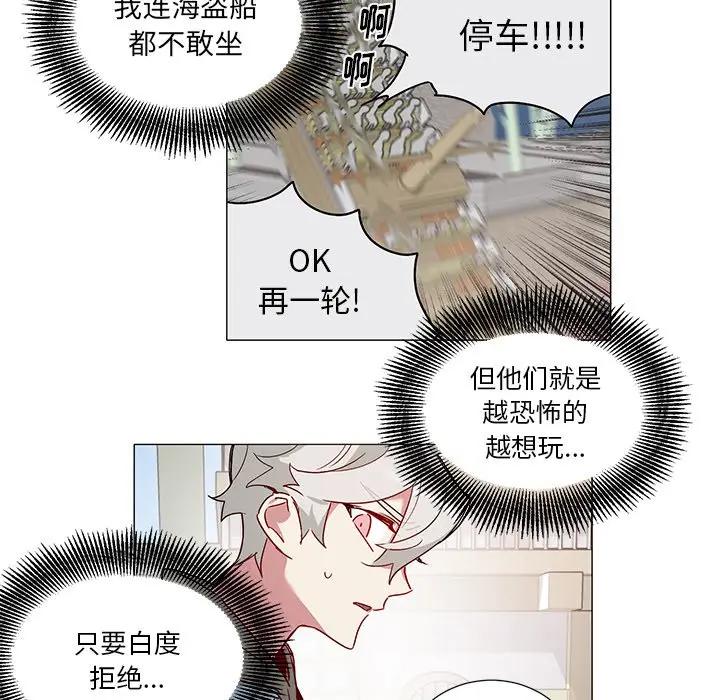 我连海盗船
都不敢坐
啊
啊
停车!!!!!
OK
再一轮!
但他们就是
越恐怖的
越想玩...
只要白度
拒绝...